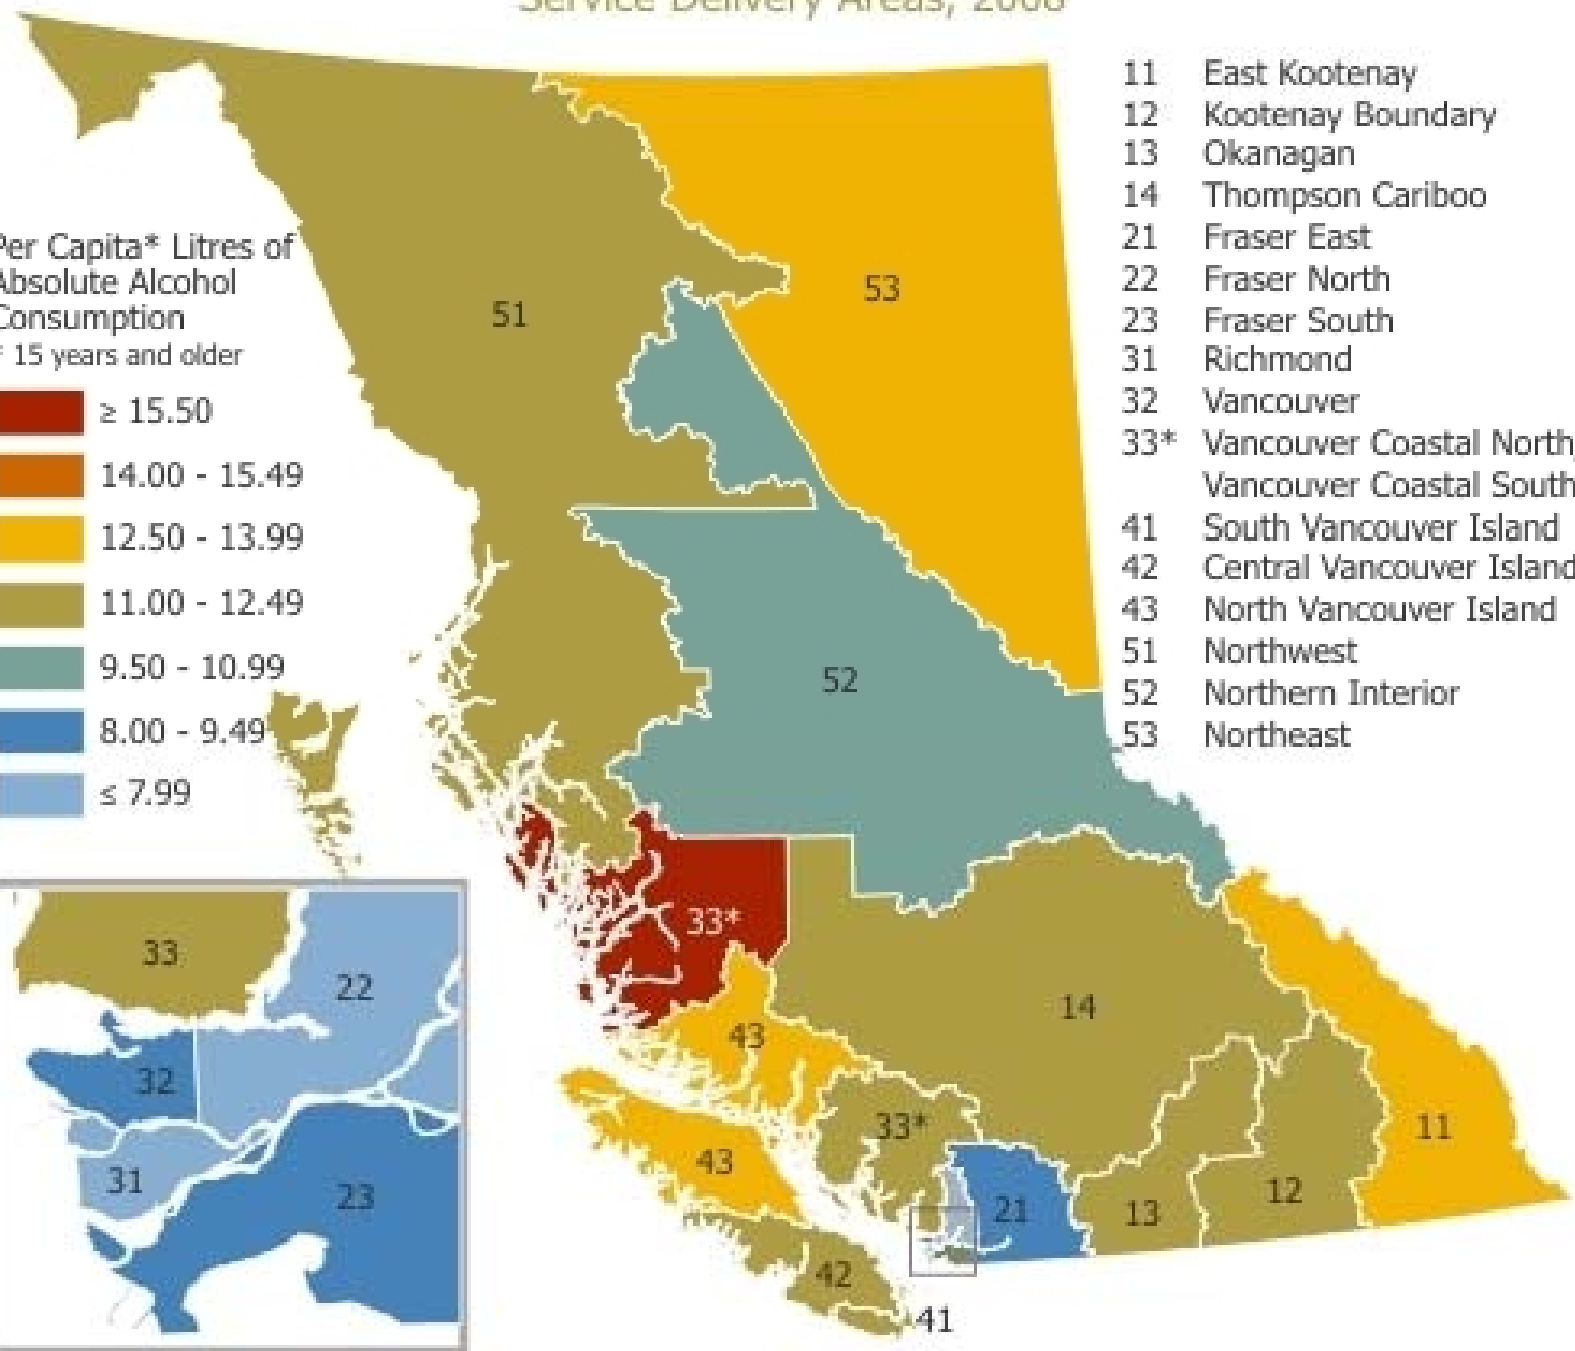 Service Delivery Areas, 2008
Per Capita* Litres of
Absolute Alcohol
Consumption
* 15 years and older
≥ 15.50
14.00 - 15.49
12.50 - 13.99
11.00 - 12.49
9.50 - 10.99
8.00 - 9.49
≤ 7.99
11 East Kootenay
12 Kootenay Boundary
13 Okanagan
14 Thompson Cariboo
21 Fraser East
22 Fraser North
23 Fraser South
31 Richmond
32 Vancouver
33* Vancouver Coastal North,
Vancouver Coastal South
41 South Vancouver Island
42 Central Vancouver Island
43 North Vancouver Island
51 Northwest
52 Northern Interior
53 Northeast
51
53
52
33*
14
43
33*
43
11
12
13
21
42
41
33
22
32
31
23